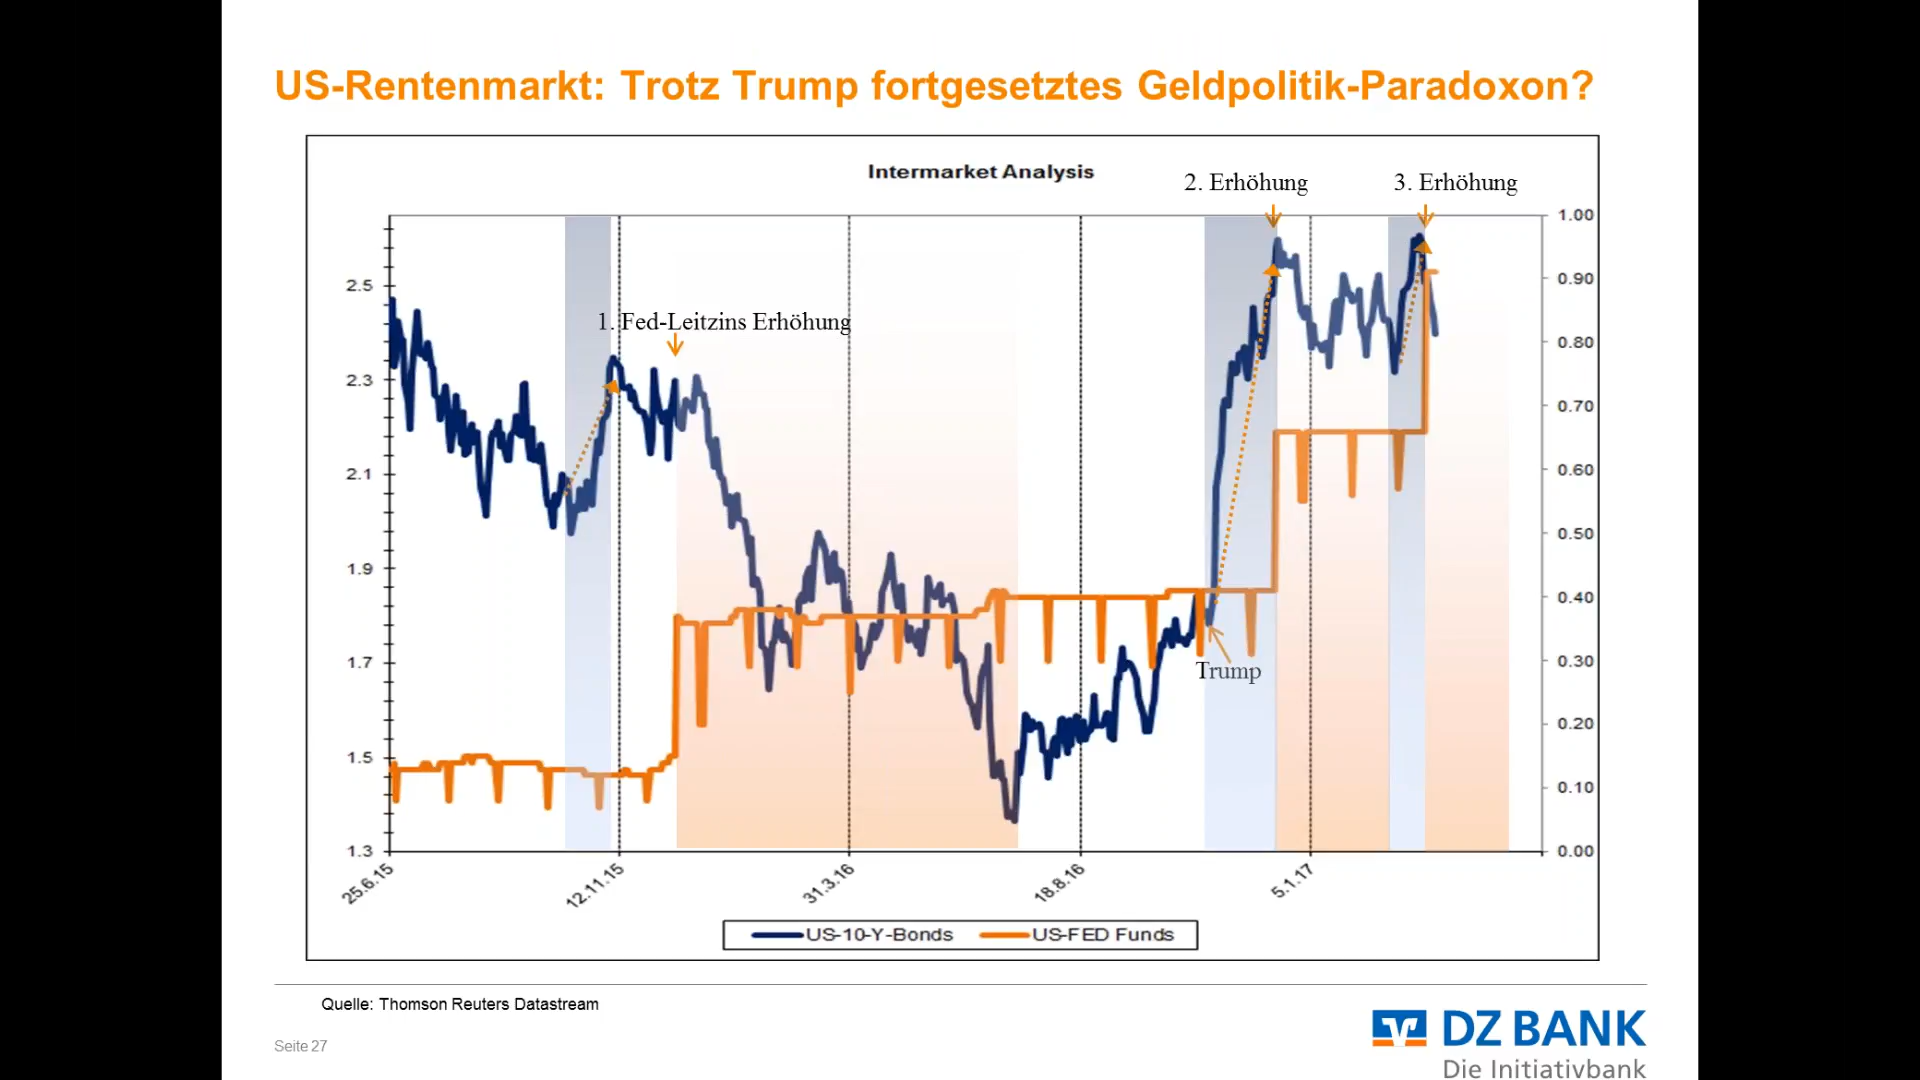 US-Rentenmarkt: Trotz Trump fortgesetztes Geldpolitik-Paradoxon?
Intermarket Analysis
2. Erhöhung
3. Erhöhung
1. Fed-Leitzins Erhöhung
Trump
2.5
2.3
2.1
1.9
1.7
1.5
1.3
1.00
0.90
0.80
0.70
0.60
0.50
0.40
0.30
0.20
0.10
0.00
25.6.15
12.11.15
31.3.16
18.8.16
5.1.17
US-10-Y-Bonds
US-FED Funds
Quelle: Thomson Reuters Datastream
Seite 27
DZ BANK
Die Initiativbank